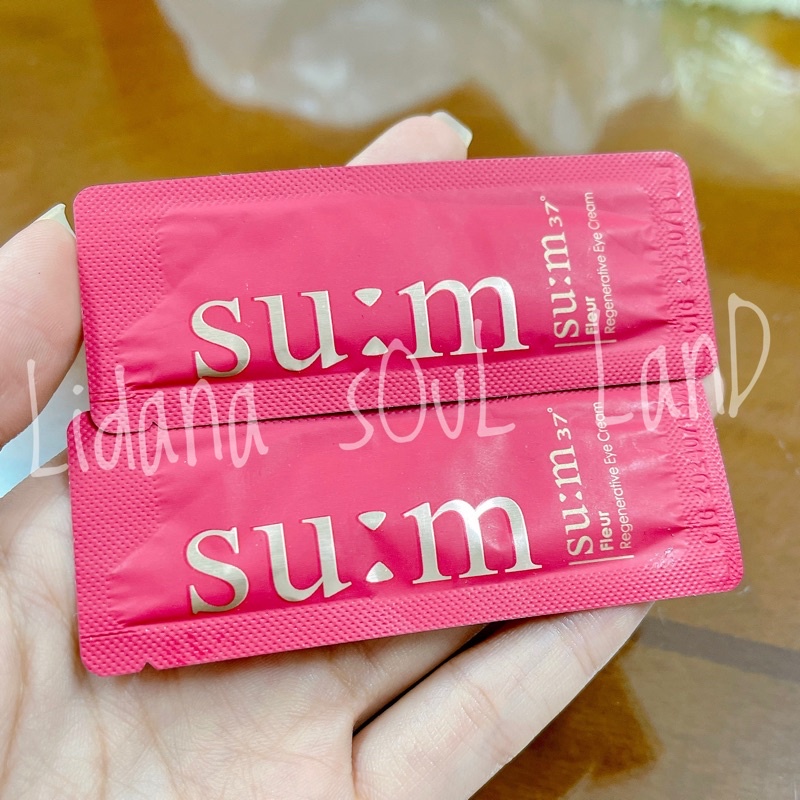 su:m
su:m37°
Fleur
Regenerative Eye Cream
Lidana SOUL LanD
su:m
su:m37°
Fleur
Regenerative Eye Cream